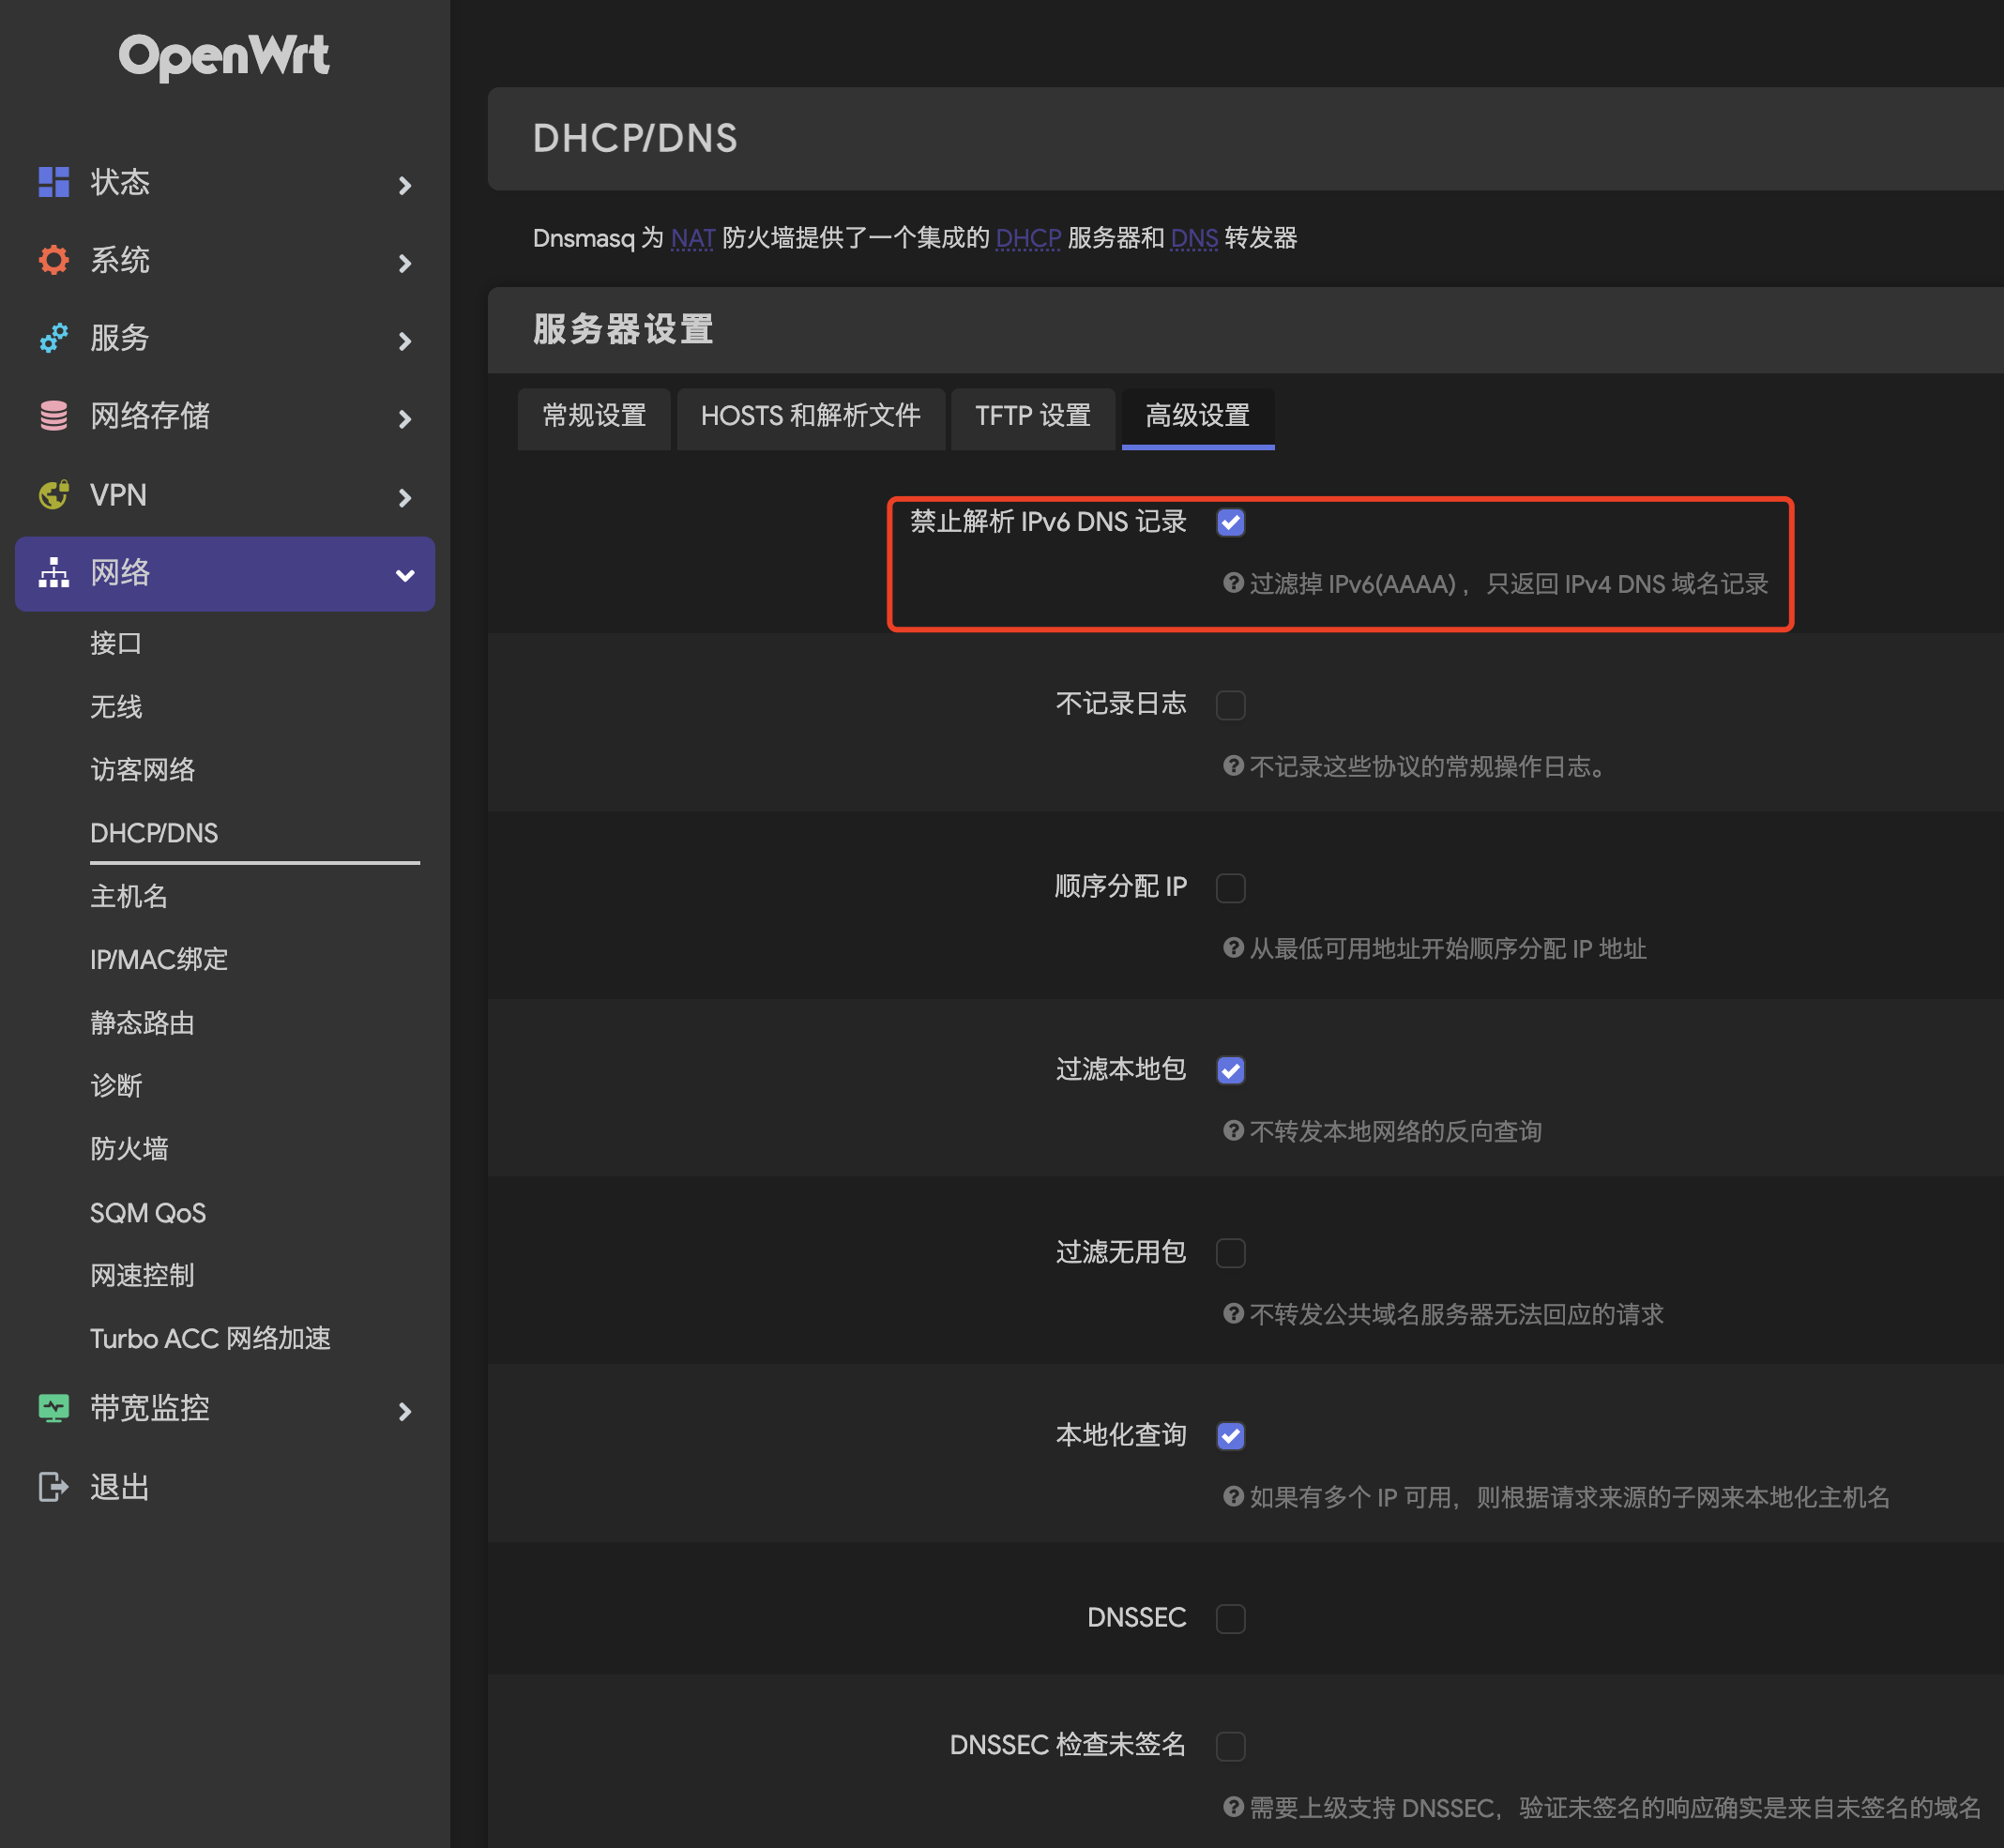 OpenWrt
状态
系统
服务
网络存储
VPN
网络
接口
无线
访客网络
DHCP/DNS
主机名
IP/MAC绑定
静态路由
诊断
防火墙
SQM QoS
网速控制
Turbo ACC 网络加速
带宽监控
退出
DHCP/DNS
Dnsmasq 为 NAT 防火墙提供了一个集成的 DHCP 服务器和 DNS 转发器
服务器设置
常规设置 HOSTS 和解析文件 TFTP 设置 高级设置
禁止解析 IPv6 DNS 记录
过滤掉 IPv6(AAAA) ，只返回 IPv4 DNS 域名记录
不记录日志
不记录这些协议的常规操作日志。
顺序分配 IP
从最低可用地址开始顺序分配 IP 地址
过滤本地包
不转发本地网络的反向查询
过滤无用包
不转发公共域名服务器无法回应的请求
本地化查询
如果有多个 IP 可用，则根据请求来源的子网来本地化主机名
DNSSEC
DNSSEC 检查未签名
需要上级支持 DNSSEC，验证未签名的响应确实是来自未签名的域名